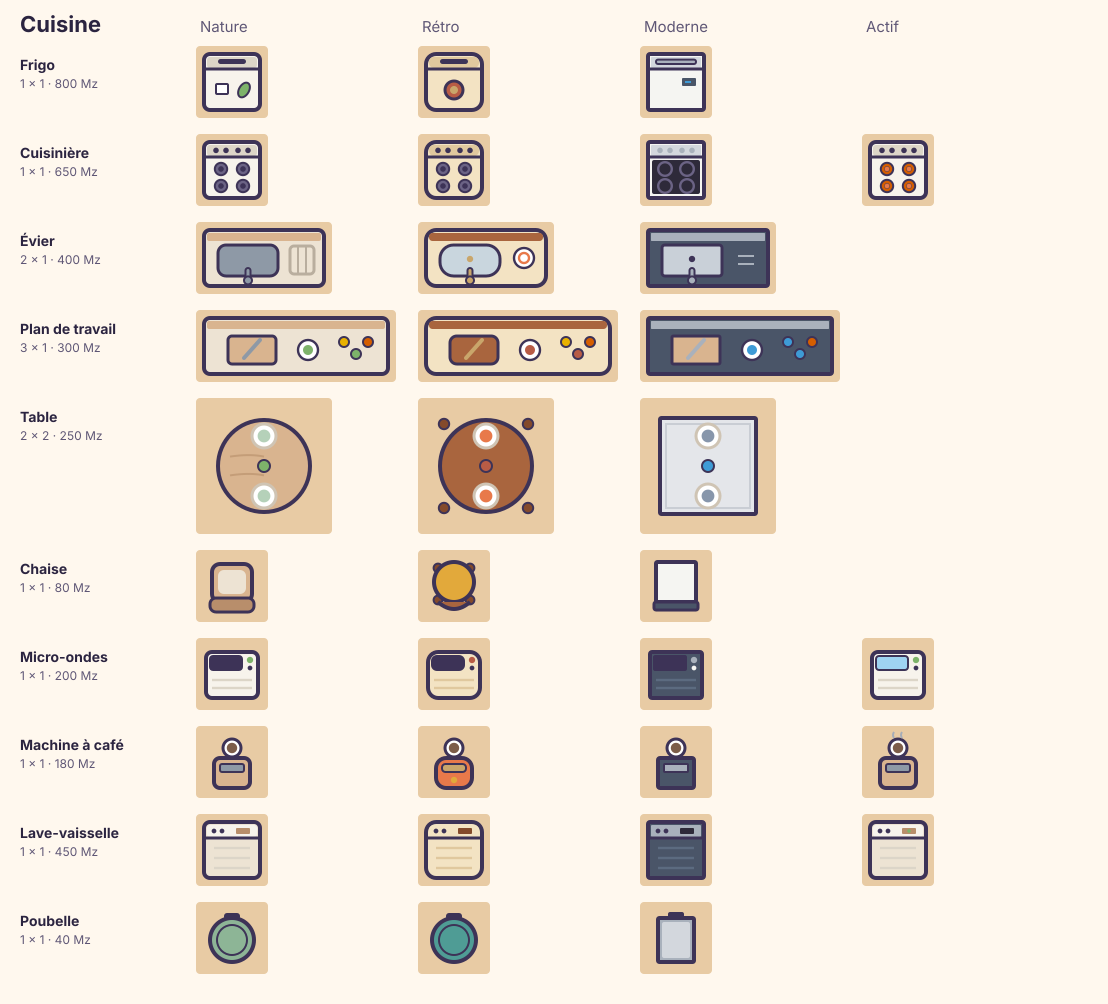 Cuisine Nature Rétro Moderne Actif
Frigo
1 × 1 · 800 Mz
Cuisinière
1 × 1 · 650 Mz
Évier
2 × 1 · 400 Mz
Plan de travail
3 × 1 · 300 Mz
Table
2 × 2 · 250 Mz
Chaise
1 × 1 · 80 Mz
Micro-ondes
1 × 1 · 200 Mz
Machine à café
1 × 1 · 180 Mz
Lave-vaisselle
1 × 1 · 450 Mz
Poubelle
1 × 1 · 40 Mz